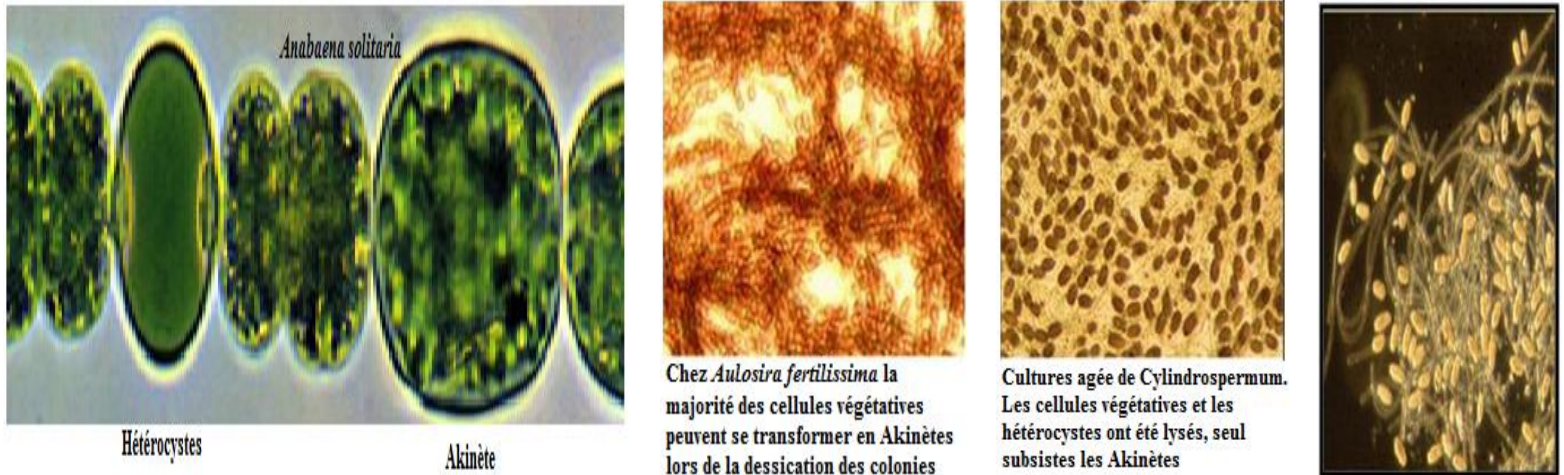 Anabaena solitaria
Hétérocystes
Akinète
Chez Aulosira fertilissima la
majorité des cellules végétatives
peuvent se transformer en Akinètes
lors de la dessication des colonies
Cultures agée de Cylindrospermum.
Les cellules végétatives et les
hétérocystes ont été lysés, seul
subsistes les Akinètes